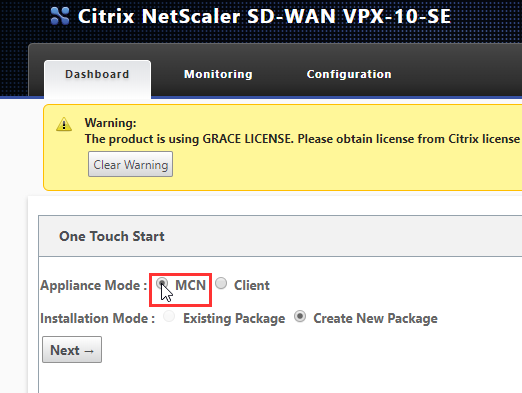 Citrix NetScaler SD-WAN VPX-10-SE
Dashboard Monitoring Configuration
Warning:
The product is using GRACE LICENSE. Please obtain license from Citrix license
Clear Warning
One Touch Start
Appliance Mode : MCN Client
Installation Mode : Existing Package Create New Package
Next →